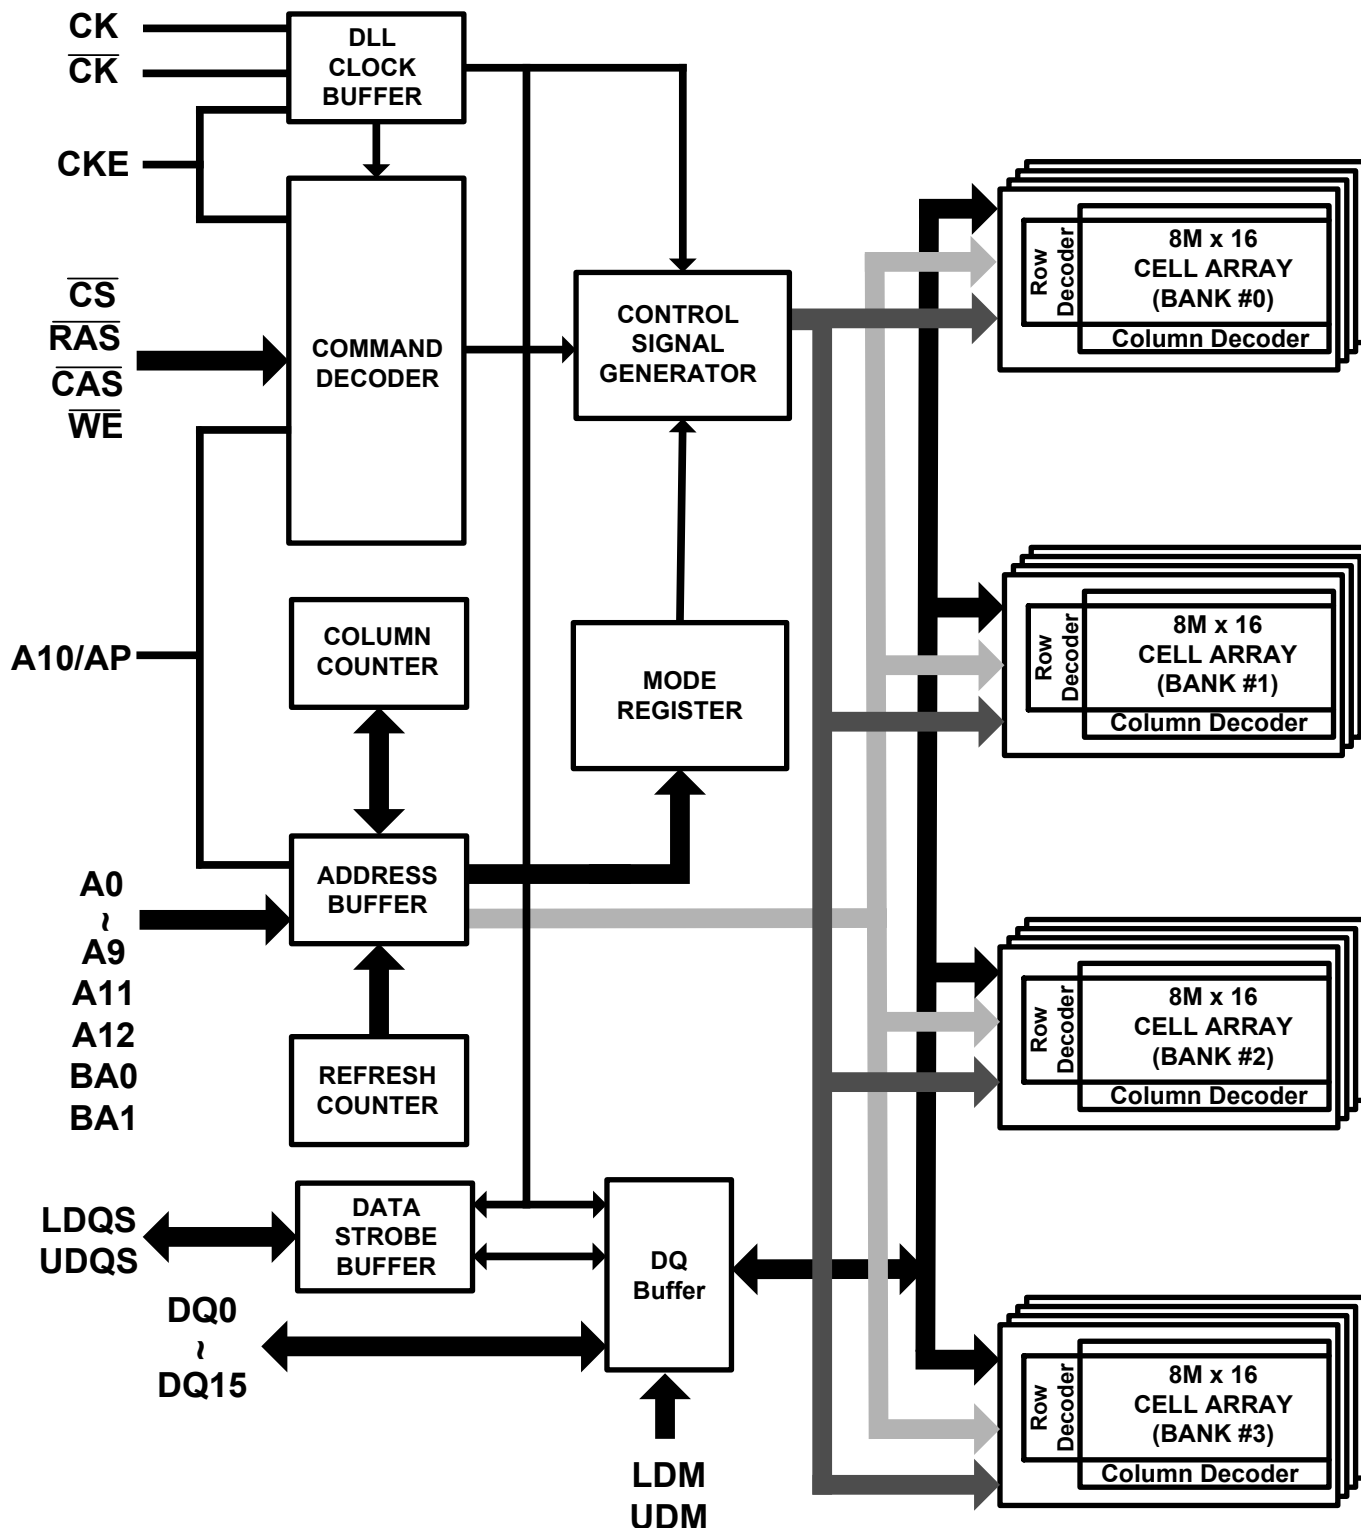 CK
CK
CKE
CS
RAS
CAS
WE
A10/AP
A0
~
A9
A11
A12
BA0
BA1
LDQS
UDQS
DQ0
~
DQ15
DLL
CLOCK
BUFFER
COMMAND
DECODER
COLUMN
COUNTER
ADDRESS
BUFFER
REFRESH
COUNTER
DATA
STROBE
BUFFER
CONTROL
SIGNAL
GENERATOR
MODE
REGISTER
DQ
Buffer
LDM
UDM
Row
Decoder
8M x 16
CELL ARRAY
(BANK #0)
Column Decoder
Row
Decoder
8M x 16
CELL ARRAY
(BANK #1)
Column Decoder
Row
Decoder
8M x 16
CELL ARRAY
(BANK #2)
Column Decoder
Row
Decoder
8M x 16
CELL ARRAY
(BANK #3)
Column Decoder